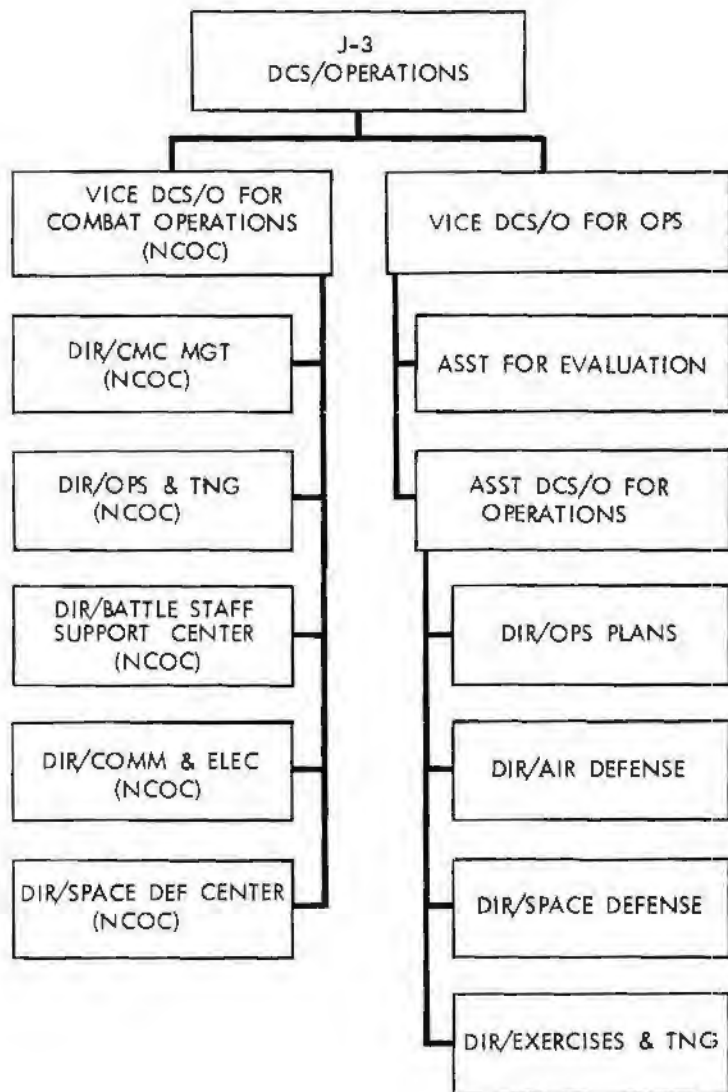 J-3
DCS/OPERATIONS
VICE DCS/O FOR
COMBAT OPERATIONS
(NCOC)
DIR/CMC MGT
(NCOC)
DIR/OPS & TNG
(NCOC)
DIR/BATTLE STAFF
SUPPORT CENTER
(NCOC)
DIR/COMM & ELEC
(NCOC)
DIR/SPACE DEF CENTER
(NCOC)
VICE DCS/O FOR OPS
ASST FOR EVALUATION
ASST DCS/O FOR
OPERATIONS
DIR/OPS PLANS
DIR/AIR DEFENSE
DIR/SPACE DEFENSE
DIR/EXERCISES & TNG